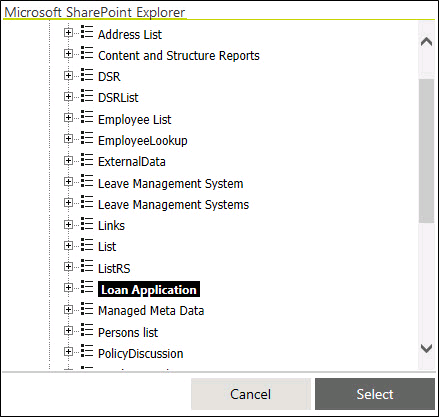 Microsoft SharePoint Explorer
Address List
Content and Structure Reports
DSR
DSRList
Employee List
EmployeeLookup
ExternalData
Leave Management System
Leave Management Systems
Links
List
ListRS
Loan Application
Managed Meta Data
Persons list
PolicyDiscussion
Cancel
Select